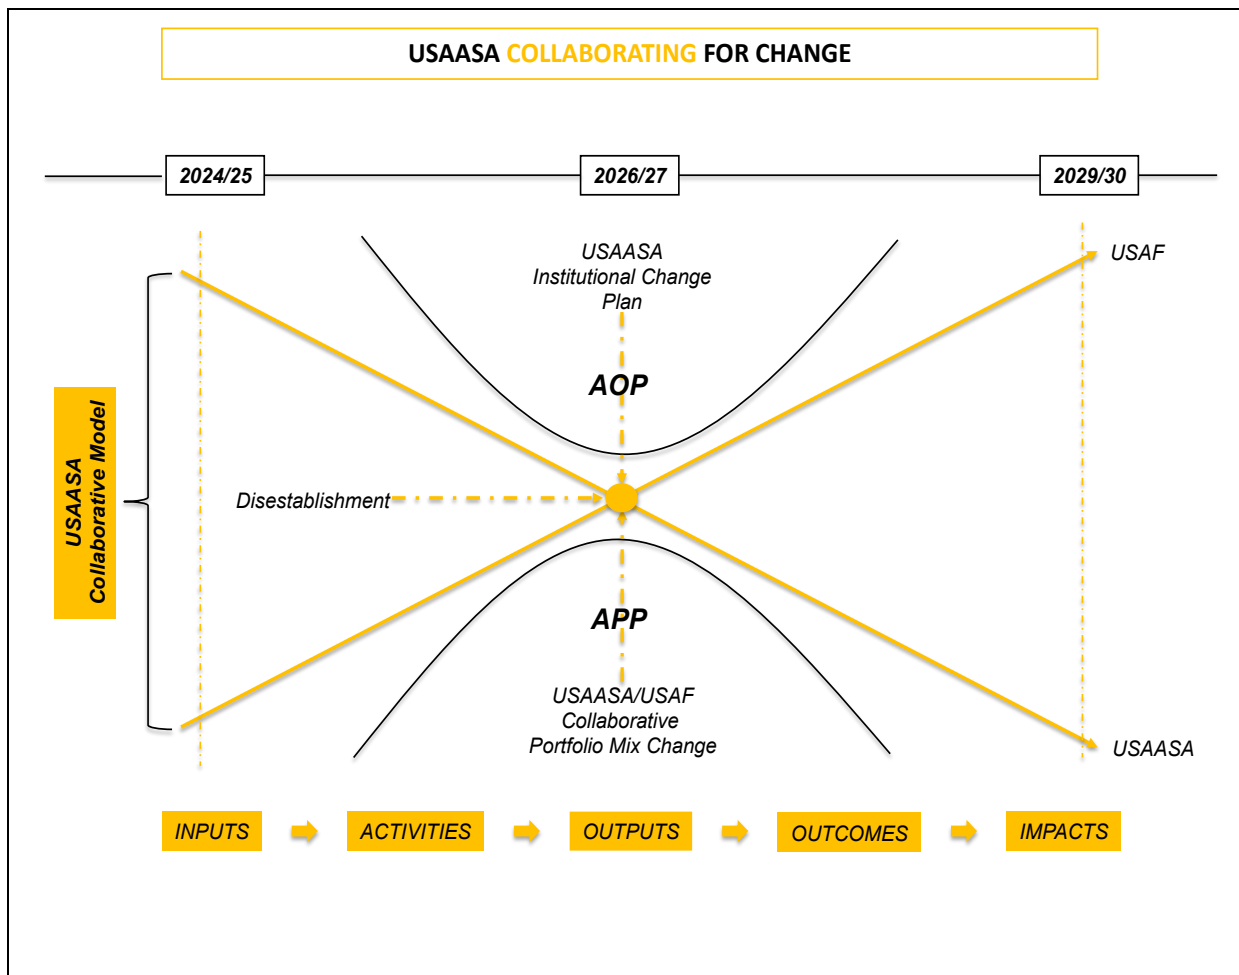 USAASA COLLABORATING FOR CHANGE
2024/25
2026/27
2029/30
USAASA
Institutional Change
Plan
USAF
AOP
USAASA
Collaborative Model
Disestablishment
APP
USAASA/USAF
Collaborative
Portfolio Mix Change
USAASA
INPUTS
ACTIVITIES
OUTPUTS
OUTCOMES
IMPACTS